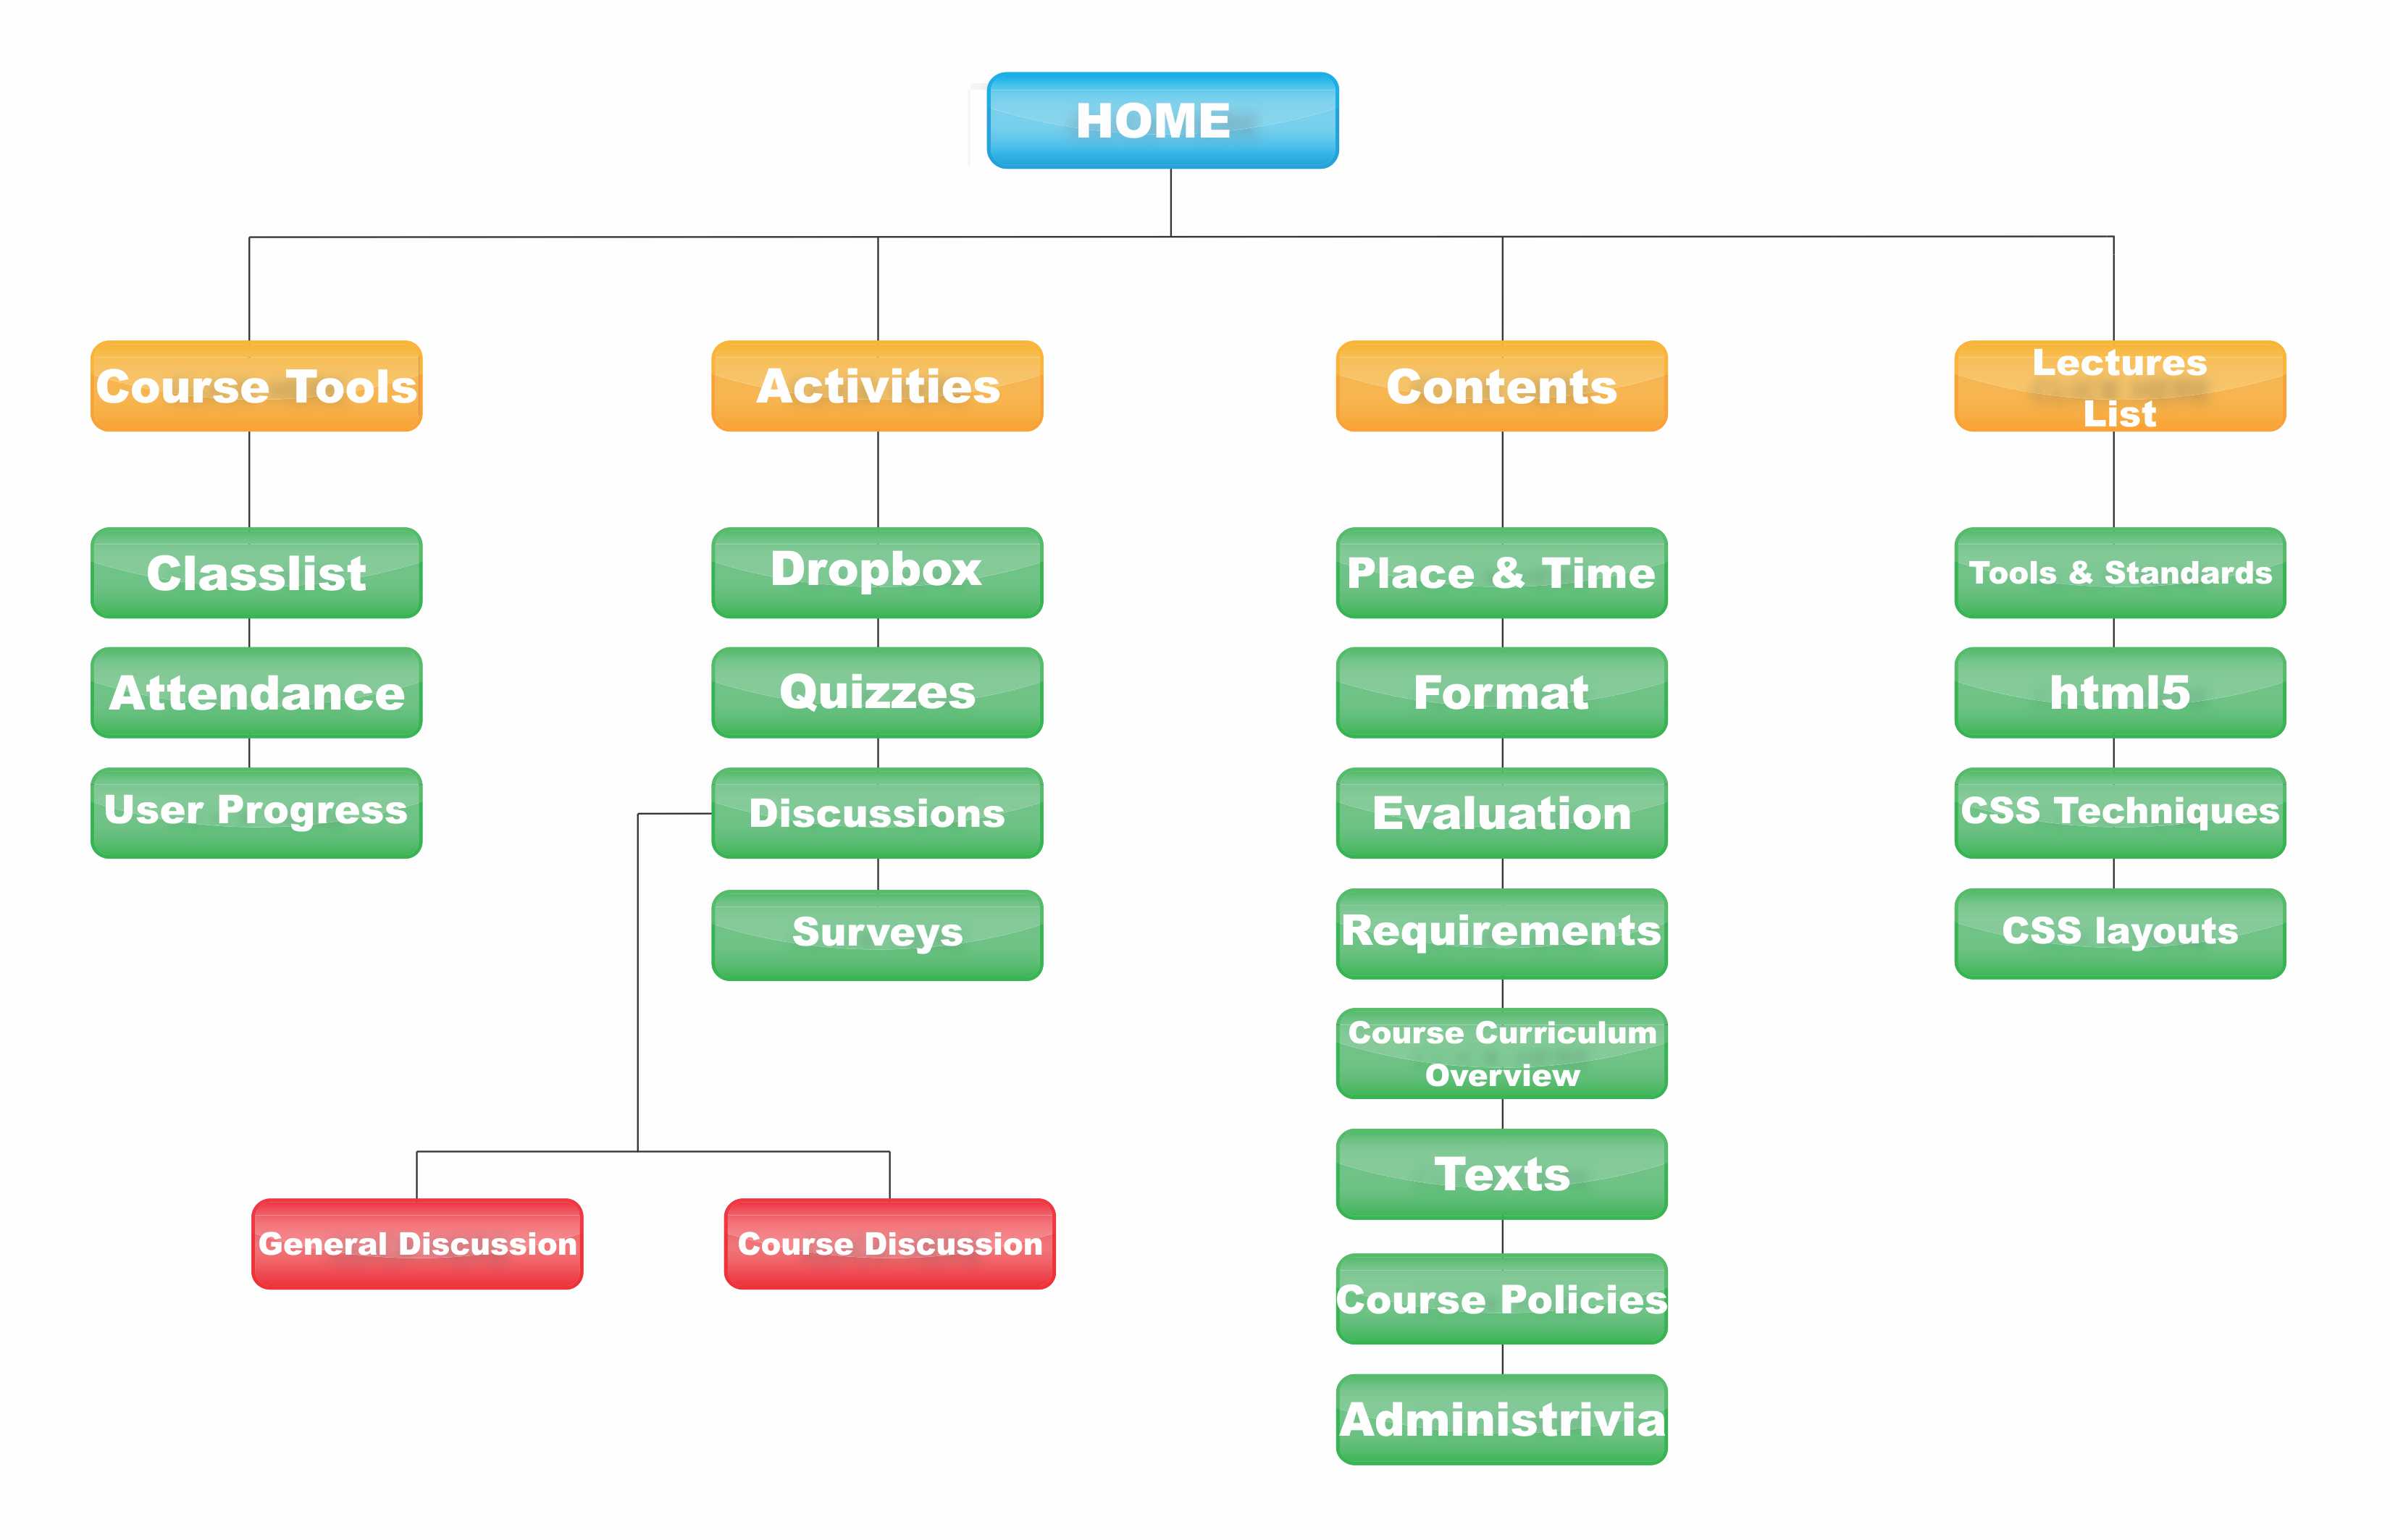 HOME
Course Tools
Activities
Contents
Lectures
List
Classlist
Dropbox
Place & Time
Tools & Standards
Attendance
Quizzes
Format
html5
User Progress
Discussions
Evaluation
CSS Techniques
Surveys
Requirements
CSS layouts
Course Curriculum
Overview
Texts
General Discussion
Course Discussion
Course Policies
Administrivia